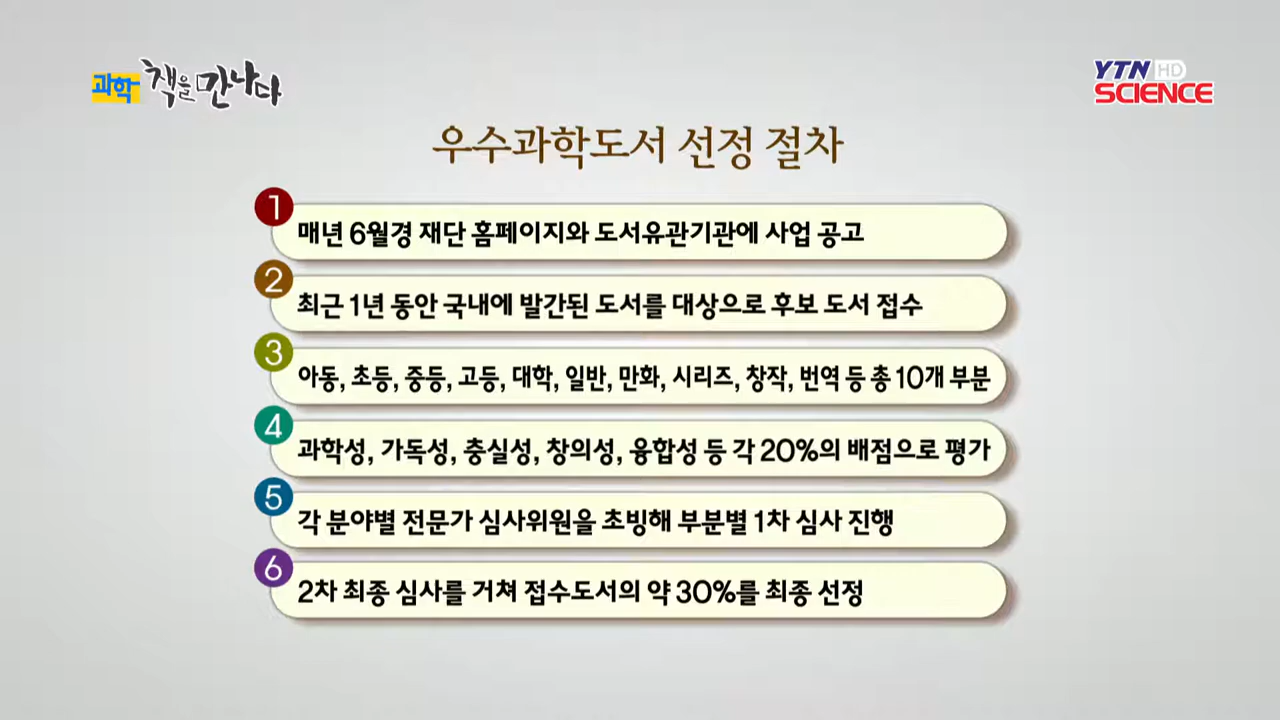 과학 책을 만나다
YTN HD
SCIENCE
우수과학도서 선정 절차
1
매년 6월경 재단 홈페이지와 도서유관기관에 사업 공고
2
최근 1년 동안 국내에 발간된 도서를 대상으로 후보 도서 접수
3
아동, 초등, 중등, 고등, 대학, 일반, 만화, 시리즈, 창작, 번역 등 총 10개 부분
4
과학성, 가독성, 충실성, 창의성, 융합성 등 각 20%의 배점으로 평가
5
각 분야별 전문가 심사위원을 초빙해 부분별 1차 심사 진행
6
2차 최종 심사를 거쳐 접수도서의 약 30%를 최종 선정